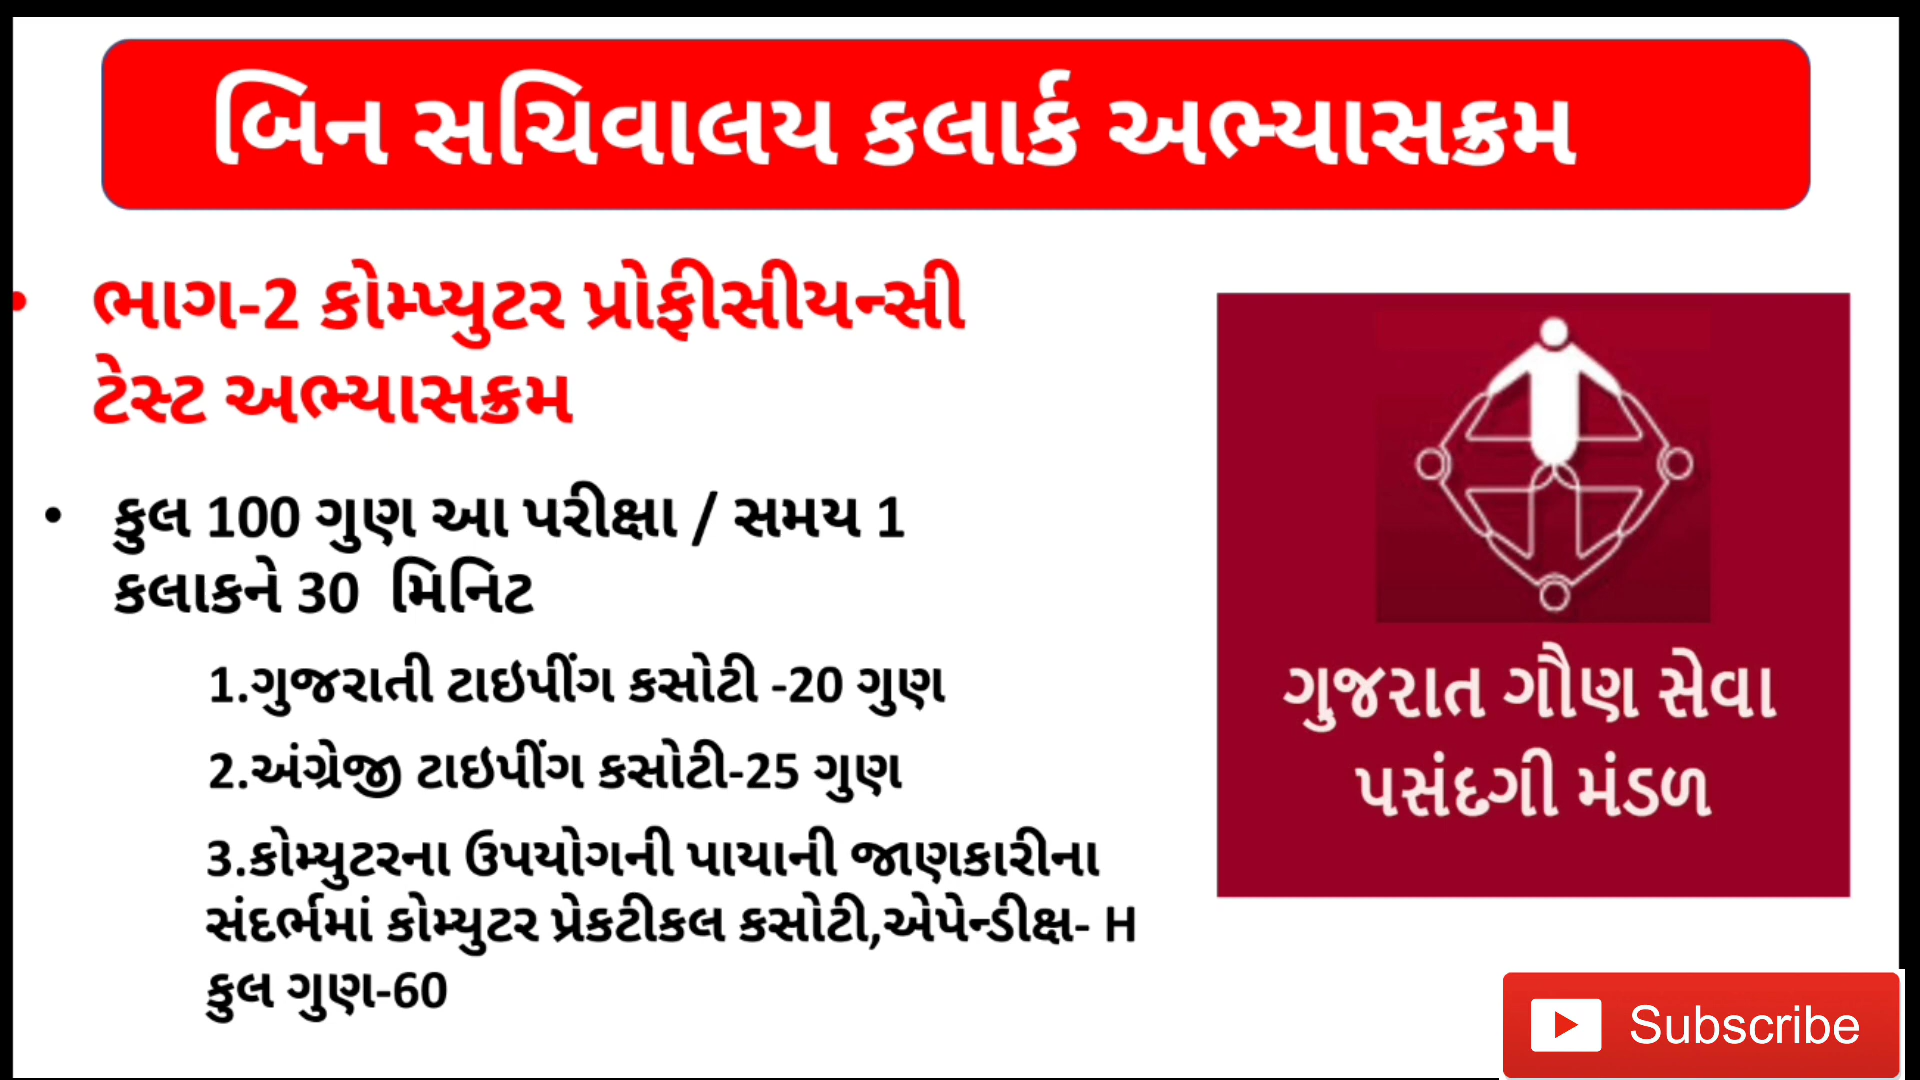 બિન સચિવાલય કલાર્ક અભ્યાસક્રમ
• ભાગ-2 કોમ્પ્યુટર પ્રોફીસીયન્સી
ટેસ્ટ અભ્યાસક્રમ
• કુલ 100 ગુણ આ પરીક્ષા / સમય 1
કલાકને 30 મિનિટ
1.ગુજરાતી ટાઇપીંગ કસોટી -20 ગુણ
2.અંગ્રેજી ટાઇપીંગ કસોટી-25 ગુણ
3.કોમ્યુટરના ઉપયોગની પાયાની જાણકારીના
સંદર્ભમાં કોમ્યુટર પ્રેકટીકલ કસોટી,એપેન્ડીક્ષ- H
કુલ ગુણ-60
ગુજરાત ગૌણ સેવા
પસંદગી મંડળ
Subscribe